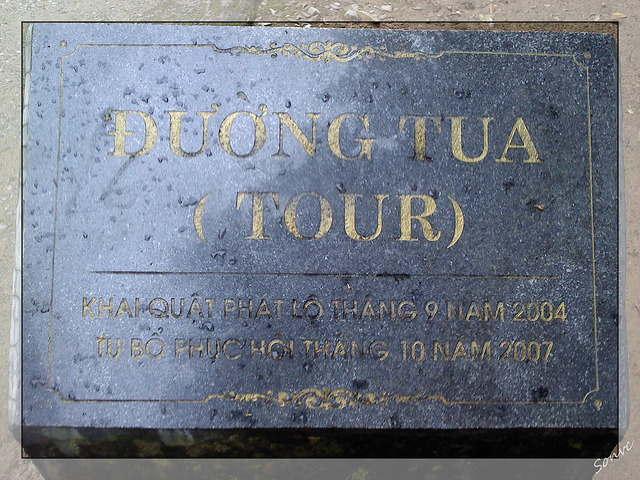 ĐƯỜNG TUA
( TOUR)
KHAI QUẬT PHÁT LỘ THÁNG 9 NĂM 2004
TU BỔ PHỤC HỒI THÁNG 10 NĂM 2007
Sonbc